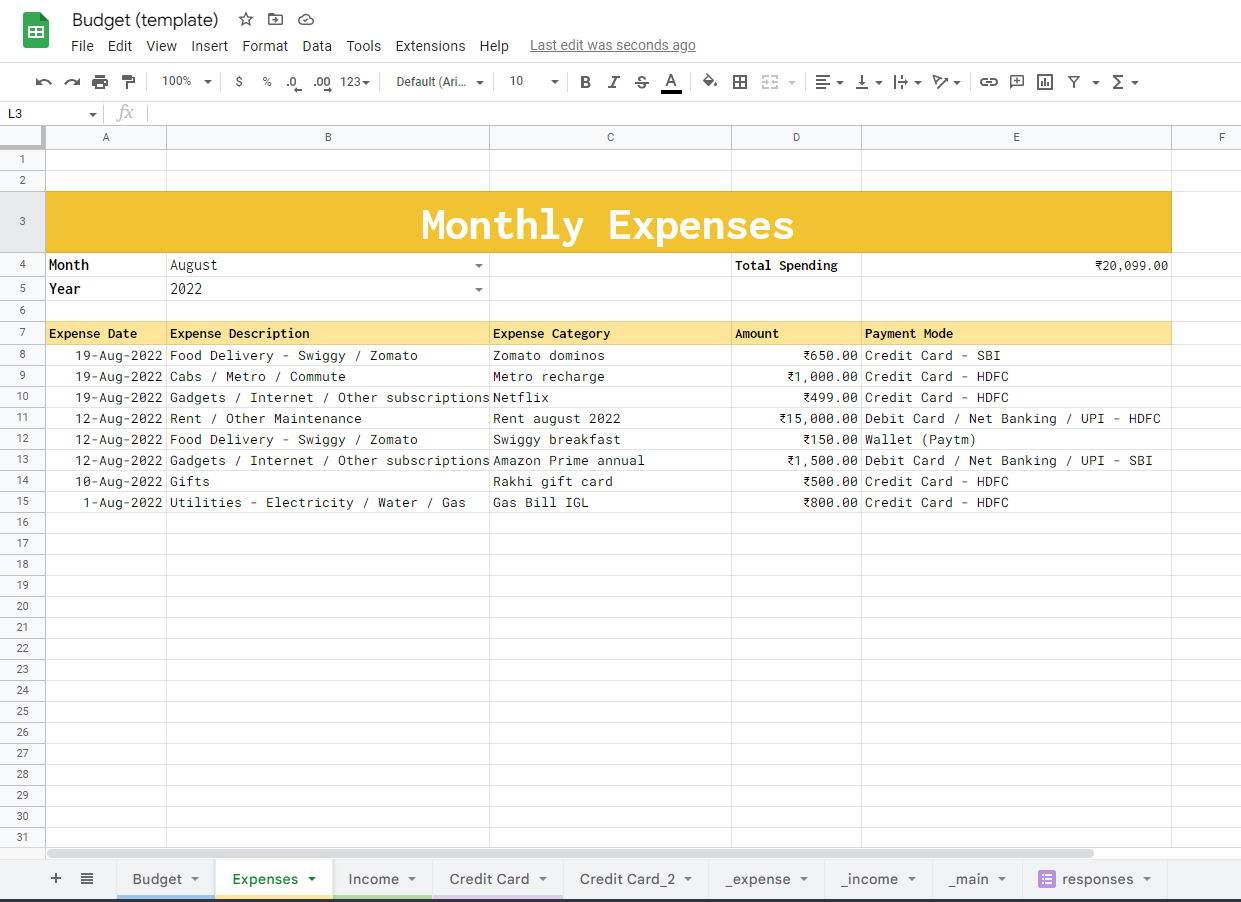 Budget (template)
File Edit View Insert Format Data Tools Extensions Help Last edit was seconds ago
100% $ % .0 .00 123 Default (Ari... 10 B I S A Σ
L3 fx
A B C D E F
1
2
3 Monthly Expenses
4 Month August Total Spending ₹20,099.00
5 Year 2022
6
7 Expense Date Expense Description Expense Category Amount Payment Mode
8 19-Aug-2022 Food Delivery - Swiggy / Zomato Zomato dominos ₹650.00 Credit Card - SBI
9 19-Aug-2022 Cabs / Metro / Commute Metro recharge ₹1,000.00 Credit Card - HDFC
10 19-Aug-2022 Gadgets / Internet / Other subscriptions Netflix ₹499.00 Credit Card - HDFC
11 12-Aug-2022 Rent / Other Maintenance Rent august 2022 ₹15,000.00 Debit Card / Net Banking / UPI - HDFC
12 12-Aug-2022 Food Delivery - Swiggy / Zomato Swiggy breakfast ₹150.00 Wallet (Paytm)
13 12-Aug-2022 Gadgets / Internet / Other subscriptions Amazon Prime annual ₹1,500.00 Debit Card / Net Banking / UPI - SBI
14 10-Aug-2022 Gifts Rakhi gift card ₹500.00 Credit Card - HDFC
15 1-Aug-2022 Utilities - Electricity / Water / Gas Gas Bill IGL ₹800.00 Credit Card - HDFC
16
17
18
19
20
21
22
23
24
25
26
27
28
29
30
31
+ Budget Expenses Income Credit Card Credit Card_2 _expense _income _main responses